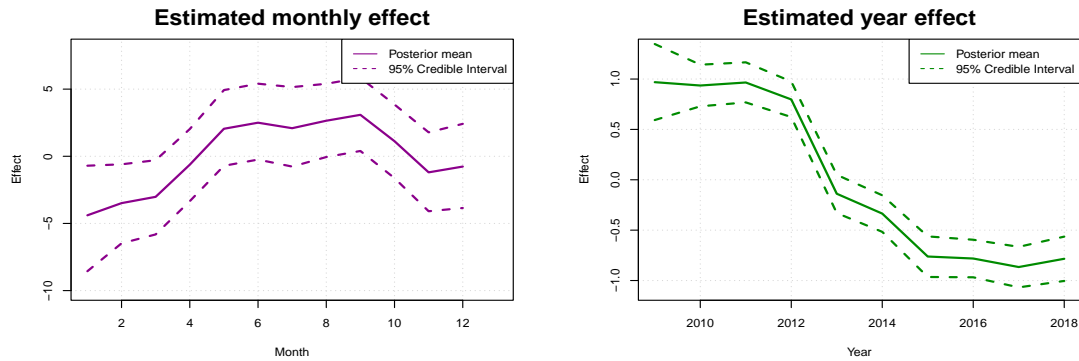 Estimated monthly effect
Posterior mean
95% Credible Interval
Effect
5
0
−5
−10
2
4
6
8
10
12
Month
Estimated year effect
Posterior mean
95% Credible Interval
Effect
1.0
0.5
0.0
−0.5
−1.0
2010
2012
2014
2016
2018
Year